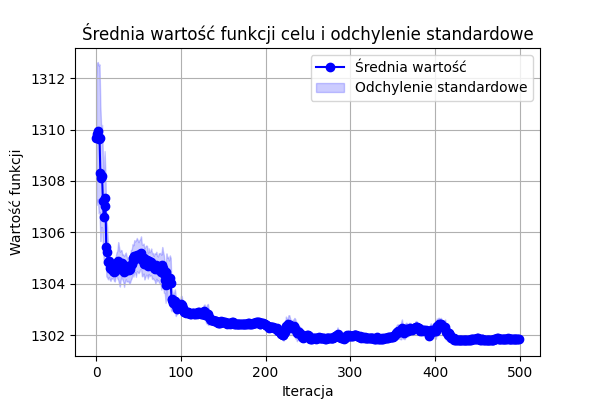 Średnia wartość funkcji celu i odchylenie standardowe
Średnia wartość
Odchylenie standardowe
Wartość funkcji
1312
1310
1308
1306
1304
1302
0 100 200 300 400 500
Iteracja